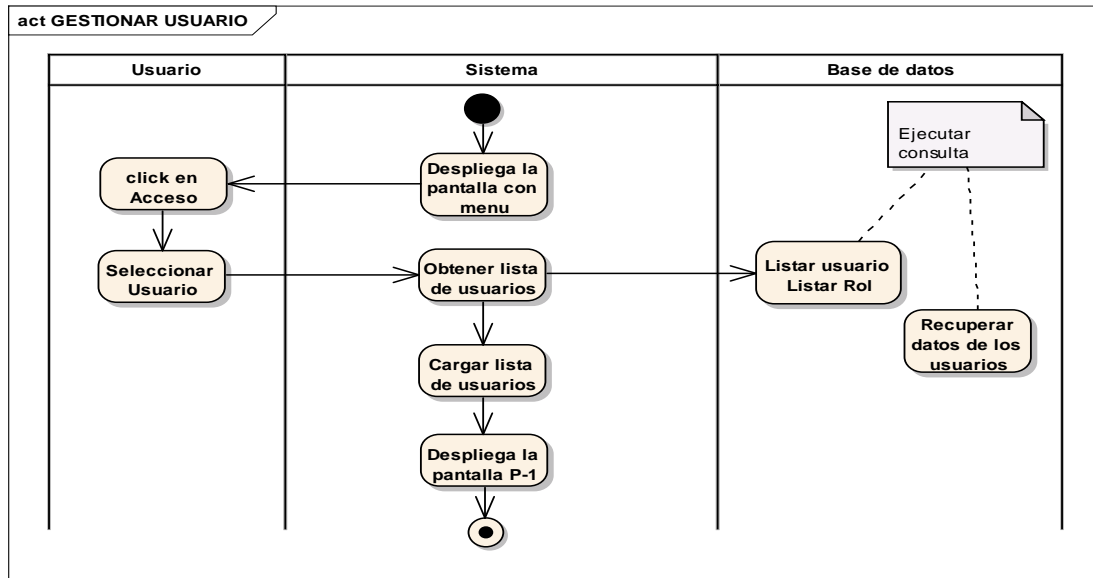 act GESTIONAR USUARIO
Usuario
Sistema
Base de datos
Ejecutar
consulta
Despliega la
pantalla con
menu
click en
Acceso
Seleccionar
Usuario
Obtener lista
de usuarios
Listar usuario
Listar Rol
Recuperar
datos de los
usuarios
Cargar lista
de usuarios
Despliega la
pantalla P-1